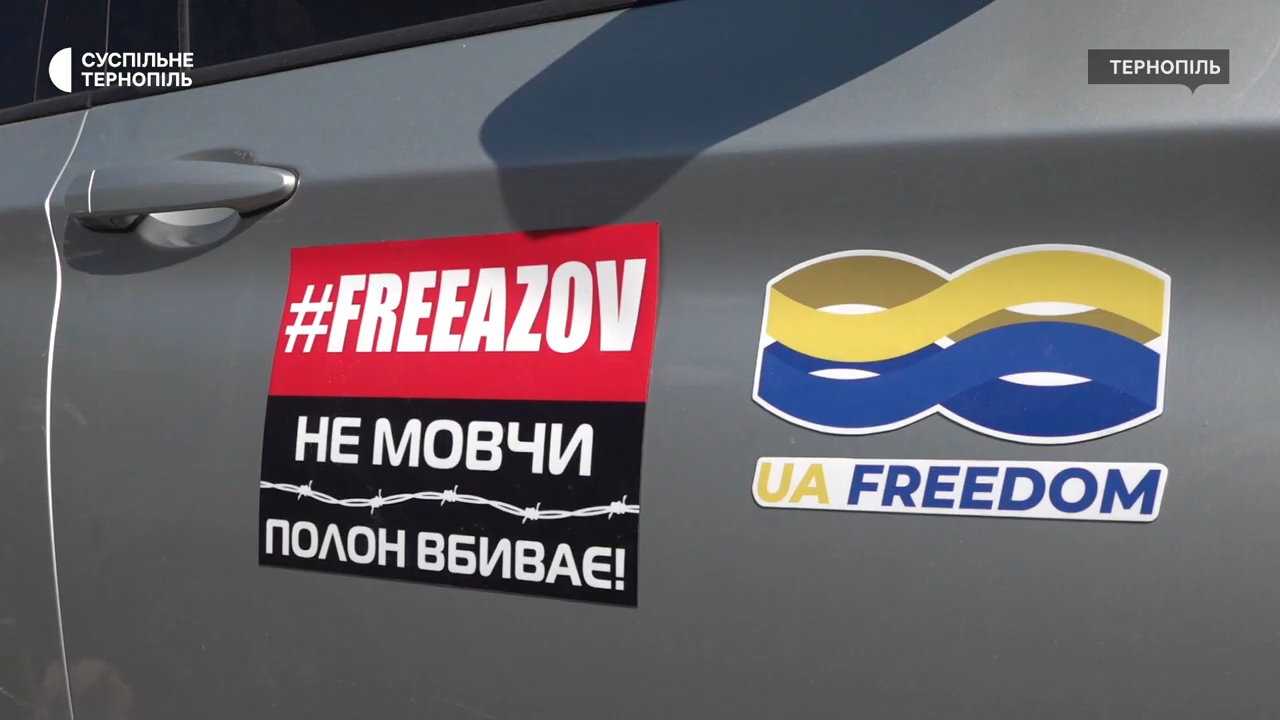 СУСПІЛЬНЕ
ТЕРНОПІЛЬ
ТЕРНОПІЛЬ
#FREEAZOV
НЕ МОВЧИ
ПОЛОН ВБИВАЄ!
UA FREEDOM